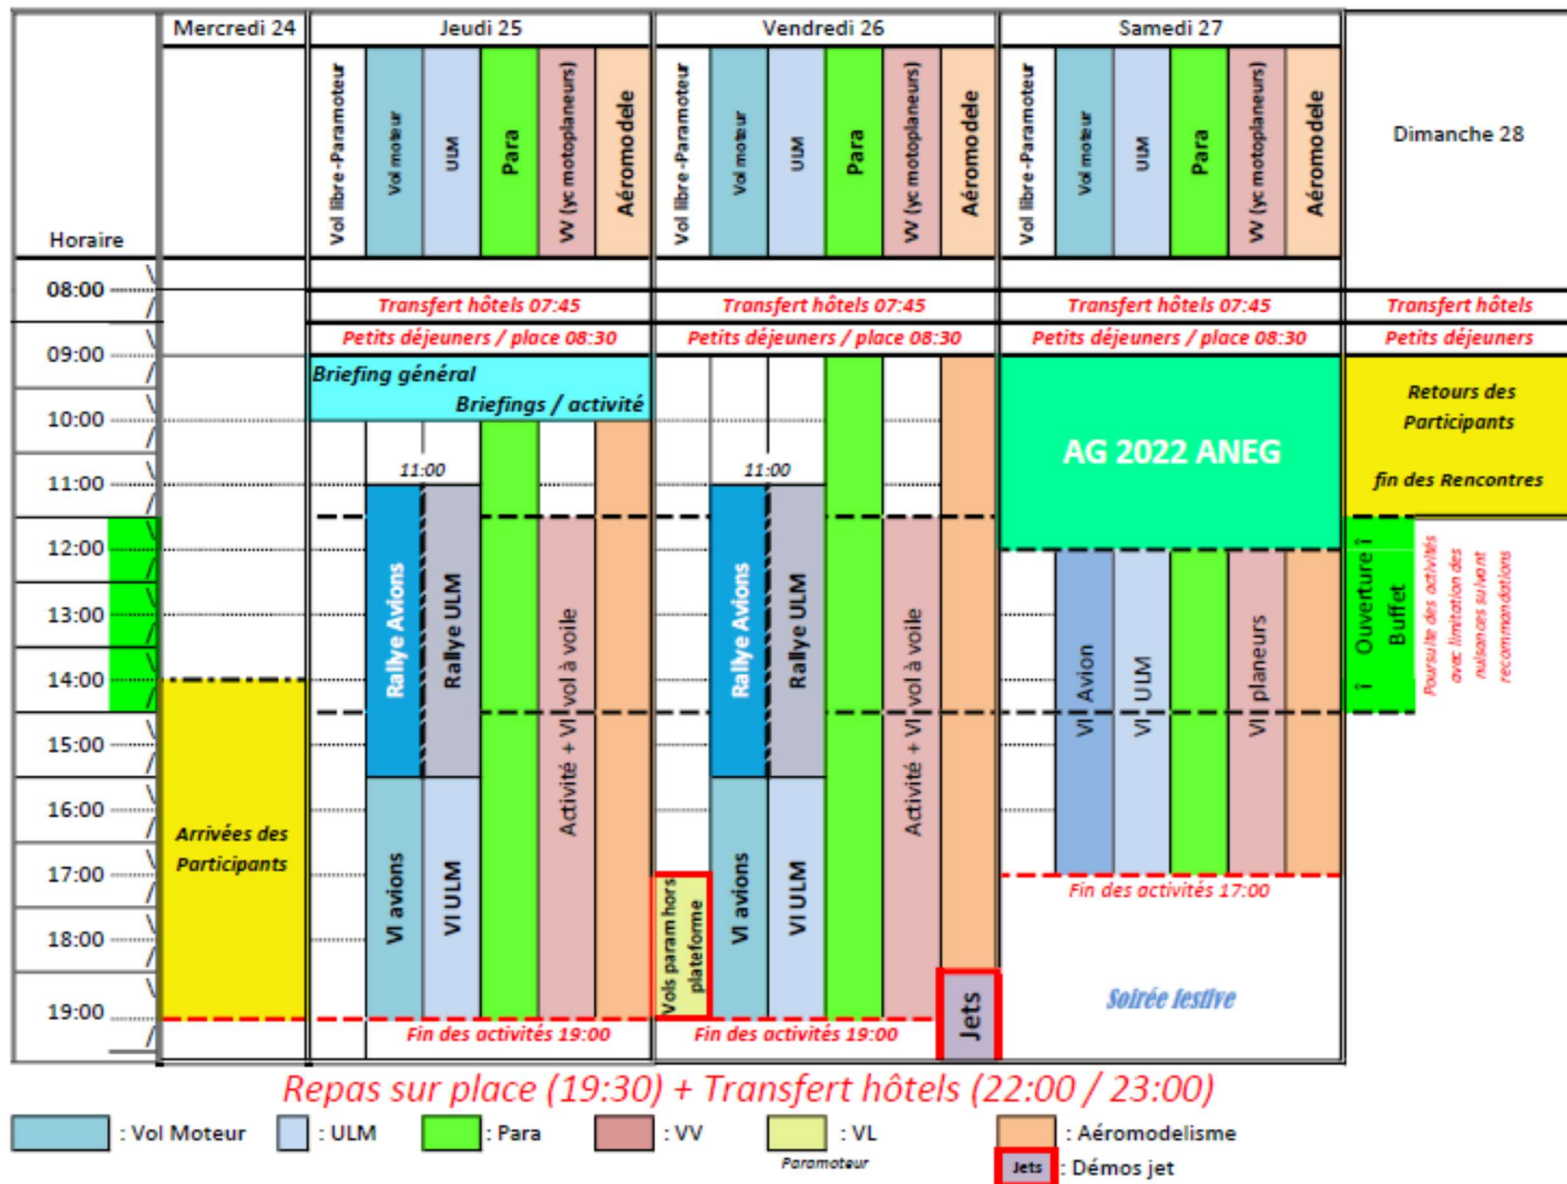 Mercredi 24
Jeudi 25
Vendredi 26
Samedi 27
Dimanche 28
Horaire
Vol libre -Paramoteur
Vol moteur
ULM
Para
VV (yc motoplaneurs)
Aéromodele
Vol libre -Paramoteur
Vol moteur
ULM
Para
VV (yc motoplaneurs)
Aéromodele
Vol libre -Paramoteur
Vol moteur
ULM
Para
VV (yc motoplaneurs)
Aéromodele
08:00
Transfert hôtels 07:45
Transfert hôtels 07:45
Transfert hôtels 07:45
Transfert hôtels
Petits déjeuners / place 08:30
Petits déjeuners / place 08:30
Petits déjeuners / place 08:30
Petits déjeuners
09:00
10:00
11:00
12:00
13:00
14:00
15:00
16:00
17:00
18:00
19:00
Arrivées des
Participants
Briefing général
Briefings / activité
11:00
Rallye Avions
Rallye ULM
Activité + VI vol à voile
VI avions
VI ULM
Fin des activités 19:00
11:00
Rallye Avions
Rallye ULM
Activité + VI vol à voile
Vols param hors
plateforme
VI avions
VI ULM
Jets
Fin des activités 19:00
AG 2022 ANEG
VI Avion
VI ULM
VI planeurs
Fin des activités 17:00
Soirée festive
Retours des
Participants
fin des Rencontres
Ouverture
Buffet
Poursuite des activités
avec limitation des
nuisances suivant
recommandations
Repas sur place (19:30) + Transfert hôtels (22:00 / 23:00)
: Vol Moteur
: ULM
: Para
: VV
: VL
Paramoteur
: Aéromodelisme
Jets : Démos jet